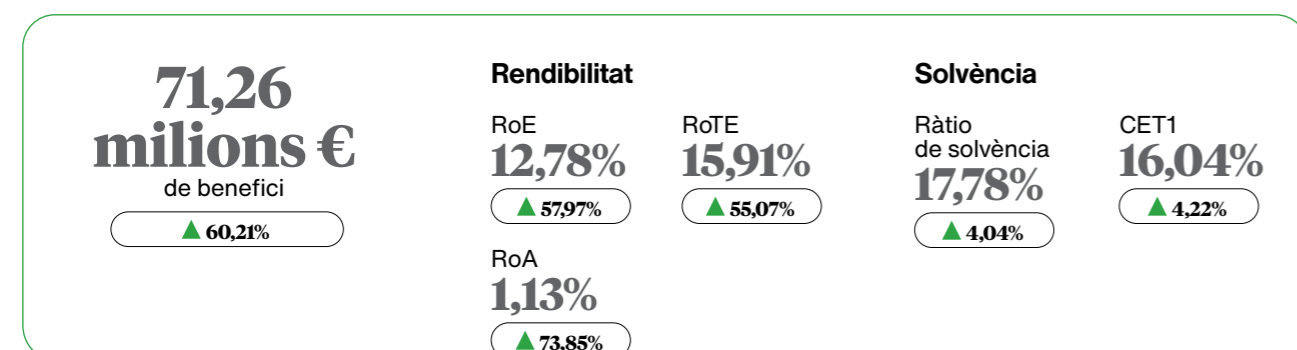 71,26
milions €
de benefici
▲ 60,21%
Rendibilitat
RoE
12,78%
▲ 57,97%
RoTE
15,91%
▲ 55,07%
RoA
1,13%
▲ 73,85%
Solvència
Ràtio
de solvència
17,78%
▲ 4,04%
CET1
16,04%
▲ 4,22%